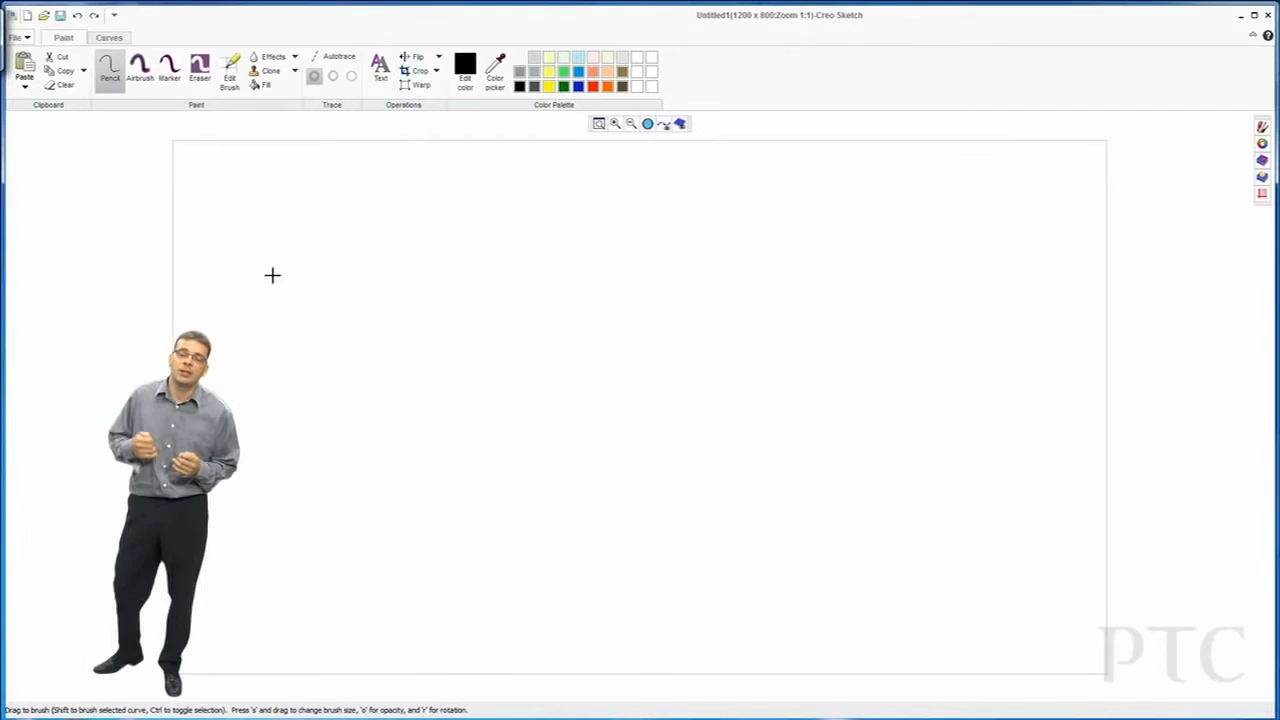 Untitled1(1200 x 800:Zoom 1:1)-Creo Sketch
File Paint Curves
Paste Cut Copy Clear
Pencil Airbrush Marker Eraser Edit Brush Effects Clone Fill
Autotrace
Text Flip Crop Warp
Edit color Color picker
Clipboard Paint Trace Operations Color Palette
PTC
Drag to brush (Shift to brush selected curve, Ctrl to toggle selection). Press 's' and drag to change brush size, 'o' for opacity, and 'r' for rotation.